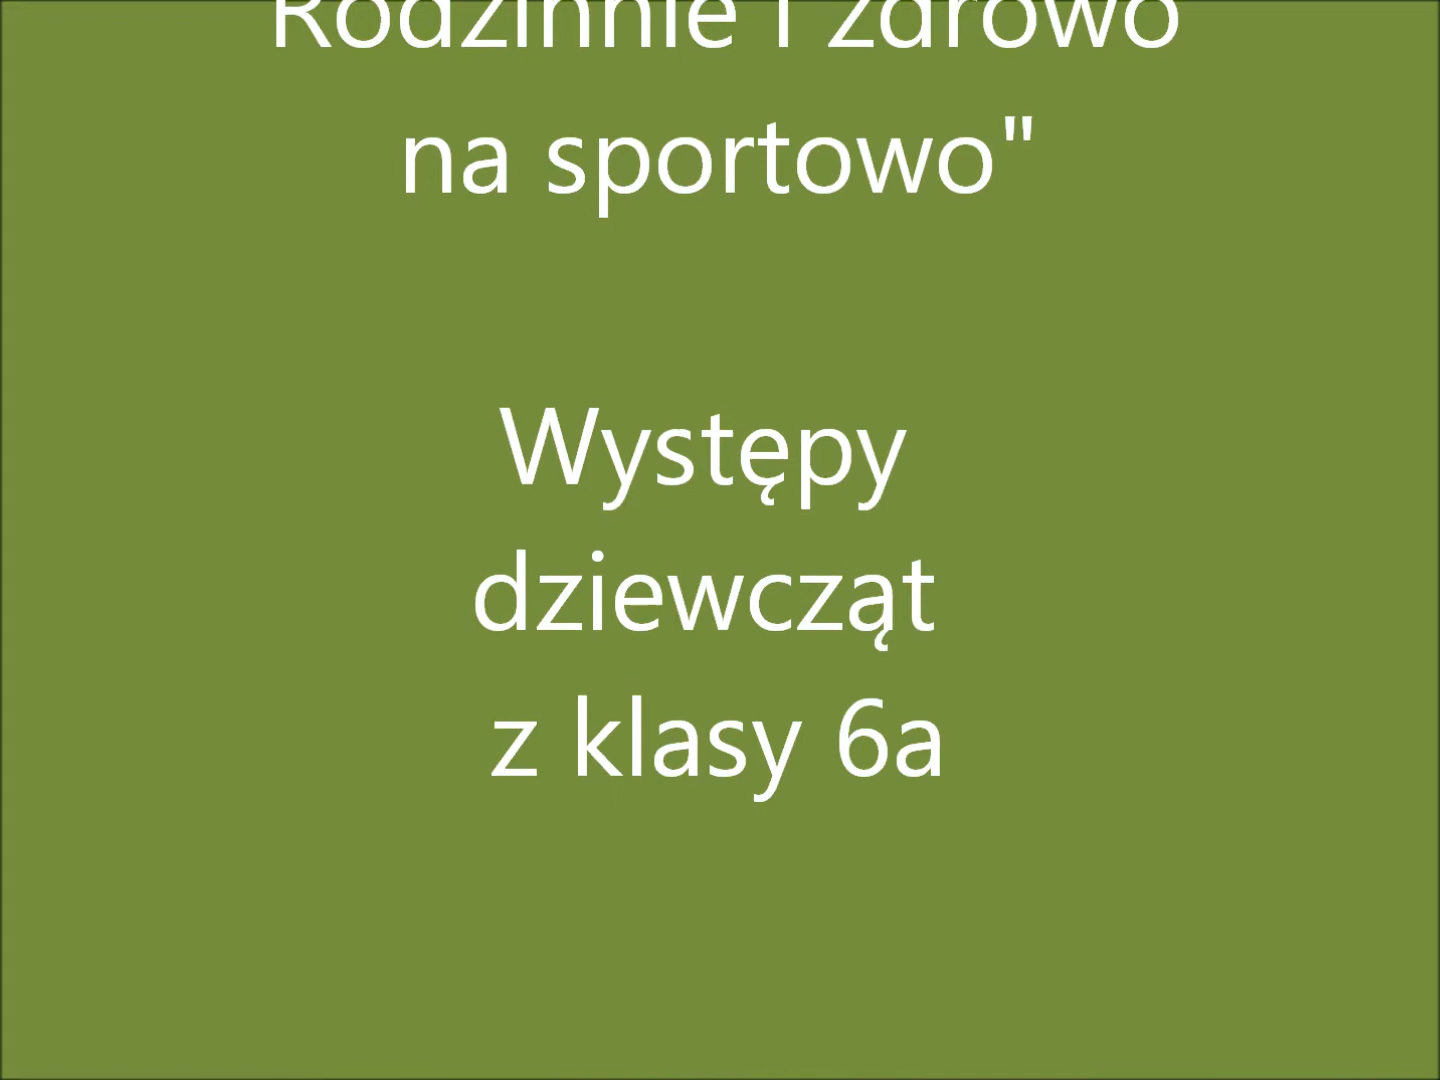 Rodzinnie i zdrowo
na sportowo"
Występy
dziewcząt
z klasy 6a